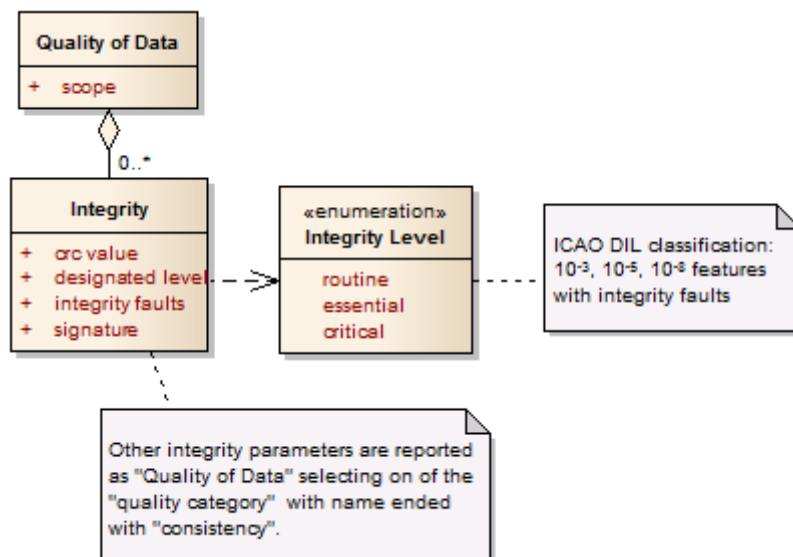 Quality of Data
+ scope
0..*
Integrity
+ crc value
+ designated level
+ integrity faults
+ signature
«enumeration»
Integrity Level
routine
essential
critical
ICAO DIL classification:
10-3, 10-5, 10-8 features
with integrity faults
Other integrity parameters are reported
as "Quality of Data" selecting on of the
"quality category" with name ended
with "consistency".